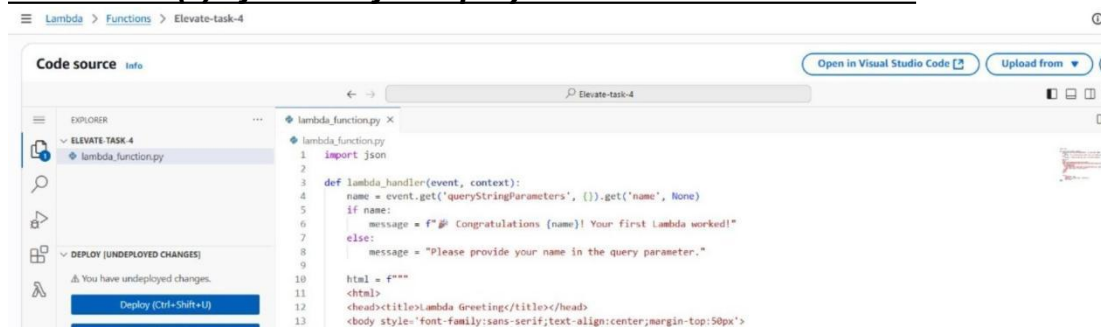 Lambda > Functions > Elevate-task-4
Code source Info
Open in Visual Studio Code
Upload from
Elevate-task-4
EXPLORER
lambda_function.py
ELEVATE-TASK-4
lambda_function.py
lambda_function.py
1 import json
2
3 def lambda_handler(event, context):
4 name = event.get('queryStringParameters', {}).get('name', None)
5 if name:
6 message = f"🎉 Congratulations {name}! Your first Lambda worked!"
7 else:
8 message = "Please provide your name in the query parameter."
9
10 html = f"""
11 <html>
12 <head><title>Lambda Greeting</title></head>
13 <body style='font-family:sans-serif;text-align:center;margin-top:50px'>
DEPLOY [UNDEPLOYED CHANGES]
You have undeployed changes.
Deploy (Ctrl+Shift+U)